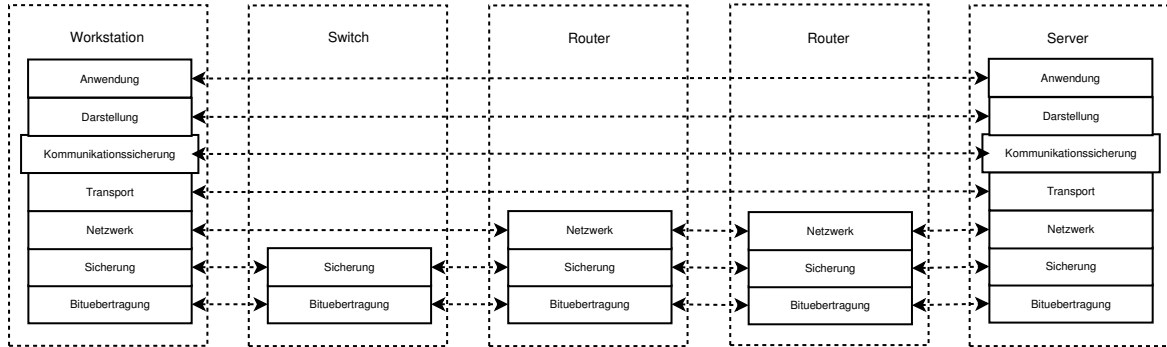 Workstation
Switch
Router
Router
Server
Anwendung
Anwendung
Darstellung
Darstellung
Kommunikationssicherung
Kommunikationssicherung
Transport
Transport
Netzwerk
Netzwerk
Netzwerk
Netzwerk
Sicherung
Sicherung
Sicherung
Sicherung
Sicherung
Bituebertragung
Bituebertragung
Bituebertragung
Bituebertragung
Bituebertragung